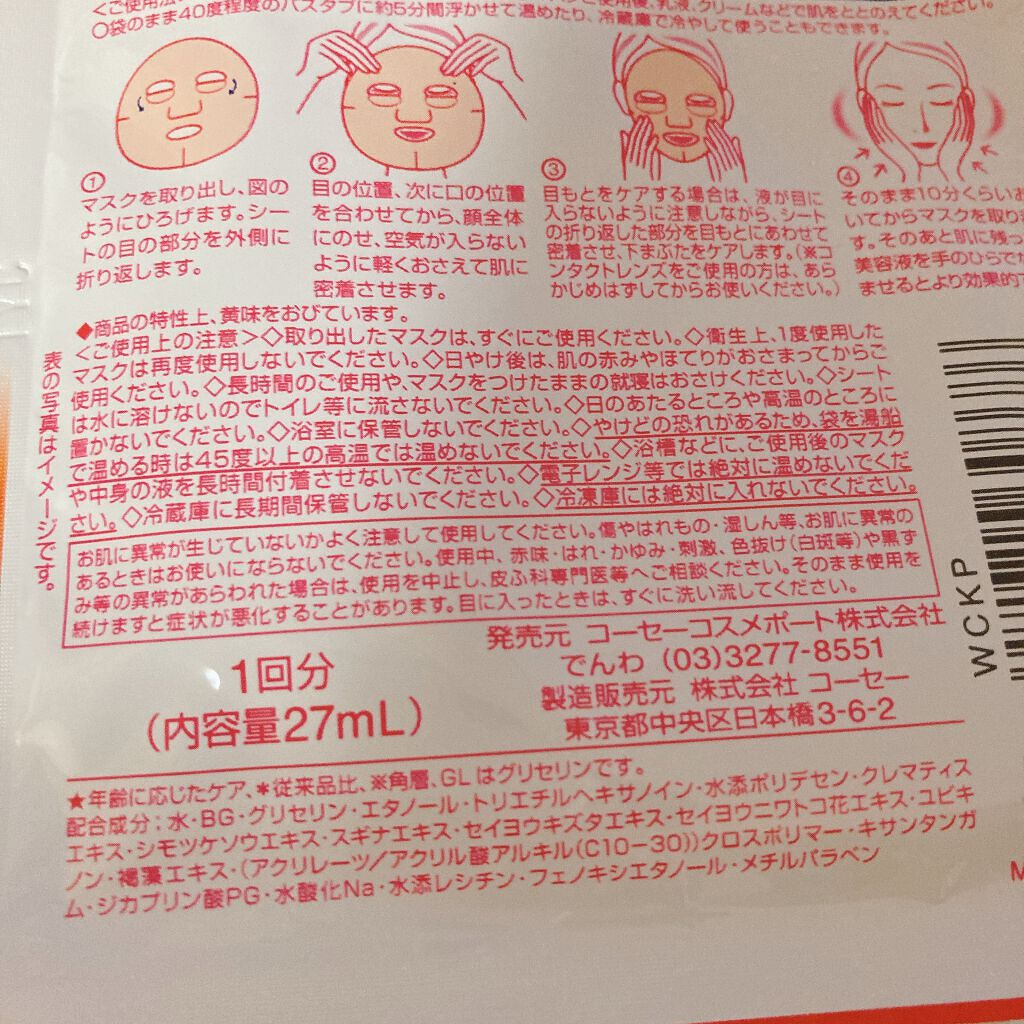 ○袋のまま40度程度のバスタブに約5分間浮かせて温めたり、冷蔵庫で冷やして使うこともできます。
①
マスクを取り出し、図の
ようにひろげます。シー
トの目の部分を外側に
折り返します。
②
目の位置、次に口の位置
を合わせてから、顔全体
にのせ、空気が入らない
ように軽くおさえて肌に
密着させます。
③
目もとをケアする場合は、液が目に
入らないように注意しながら、シート
の折り返した部分を目もとにあわせて
密着させ、下まぶたをケアします。(※コ
ンタクトレンズをご使用の方は、あら
かじめはずしてからお使いください。)
④
そのまま10分くらいお
いてからマスクを取り
す。そのあと肌に残っ
美容液を手のひらで
ませるとより効果的
◆商品の特性上、黄味をおびています。
<ご使用上の注意>◇取り出したマスクは、すぐにご使用ください。◇衛生上、1度使用した
マスクは再度使用しないでください。◇日やけ後は、肌の赤みやほてりがおさまってからご
使用ください。◇長時間のご使用や、マスクをつけたままの就寝はおさけください。◇シート
は水に溶けないのでトイレ等に流さないでください。◇日のあたるところや高温のところに
置かないでください。◇浴室に保管しないでください。◇やけどの恐れがあるため、袋を湯船
で温める時は45度以上の高温では温めないでください。◇浴槽などに、ご使用後のマスク
や中身の液を長時間付着させないでください。◇電子レンジ等では絶対に温めないでくだ
さい。◇冷蔵庫に長期間保管しないでください。◇冷凍庫には絶対に入れないでください。
表の写真はイメージです。
お肌に異常が生じていないかよく注意して使用してください。傷やはれもの・湿しん等、お肌に異常の
あるときはお使いにならないでください。使用中、赤味・はれ・かゆみ・刺激、色抜け(白斑等)や黒ず
み等の異常があらわれた場合は、使用を中止し、皮ふ科専門医等へご相談ください。そのまま使用を
続けますと症状が悪化することがあります。目に入ったときは、すぐに洗い流してください。
1回分
(内容量27mL)
発売元 コーセーコスメポート株式会社
でんわ (03)3277-8551
製造販売元 株式会社 コーセー
東京都中央区日本橋3-6-2
WCKP
★年齢に応じたケア、*従来品比、※角層、GLはグリセリンです。
配合成分:水・BG・グリセリン・エタノール・トリエチルヘキサノイン・水添ポリデセン・クレマティス
エキス・シモツケソウエキス・スギナエキス・セイヨウキズタエキス・セイヨウニワトコ花エキス・ユビキ
ノン・褐藻エキス・(アクリレーツ/アクリル酸アルキル(C10-30))クロスポリマー・キサンタンガ
ム・ジカプリン酸PG・水酸化Na・水添レシチン・フェノキシエタノール・メチルパラベン